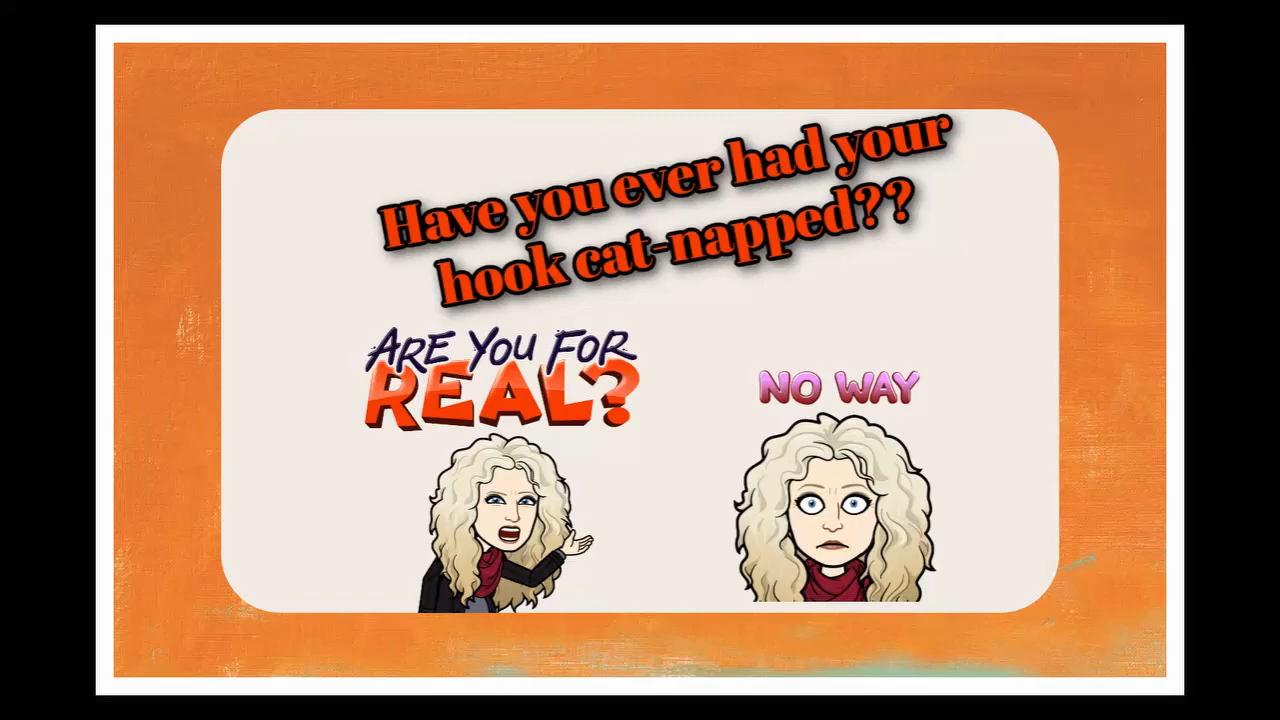 Have you ever had your
hook cat-napped??
ARE YOU FOR
REAL?
NO WAY